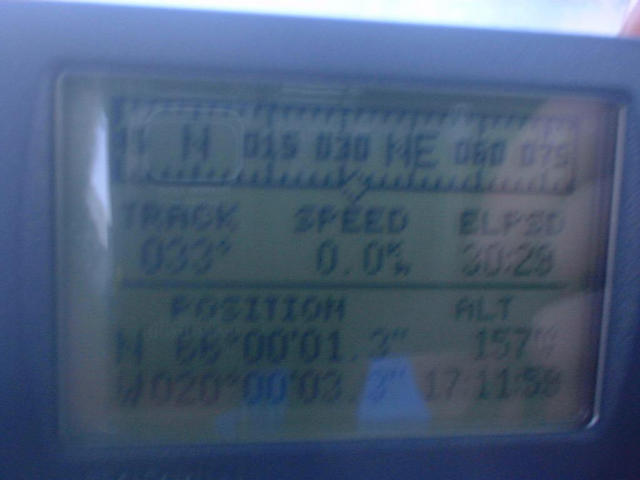 N 015 030 NE 060 075
TRACK SPEED ELPSD
033° 0.0 30:28
POSITION ALT
N 66°00'01.3" 157
W020°00'03.3" 17:11:58